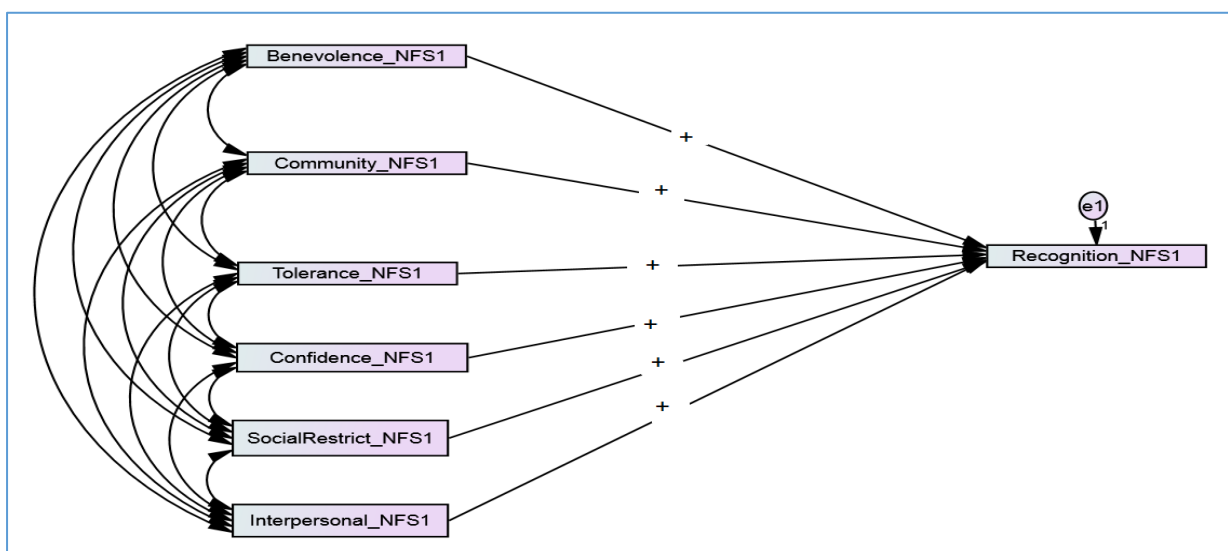 Benevolence_NFS1
+
Community_NFS1
+
e1
1
Recognition_NFS1
Tolerance_NFS1
+
Confidence_NFS1
+
+
SocialRestrict_NFS1
+
Interpersonal_NFS1